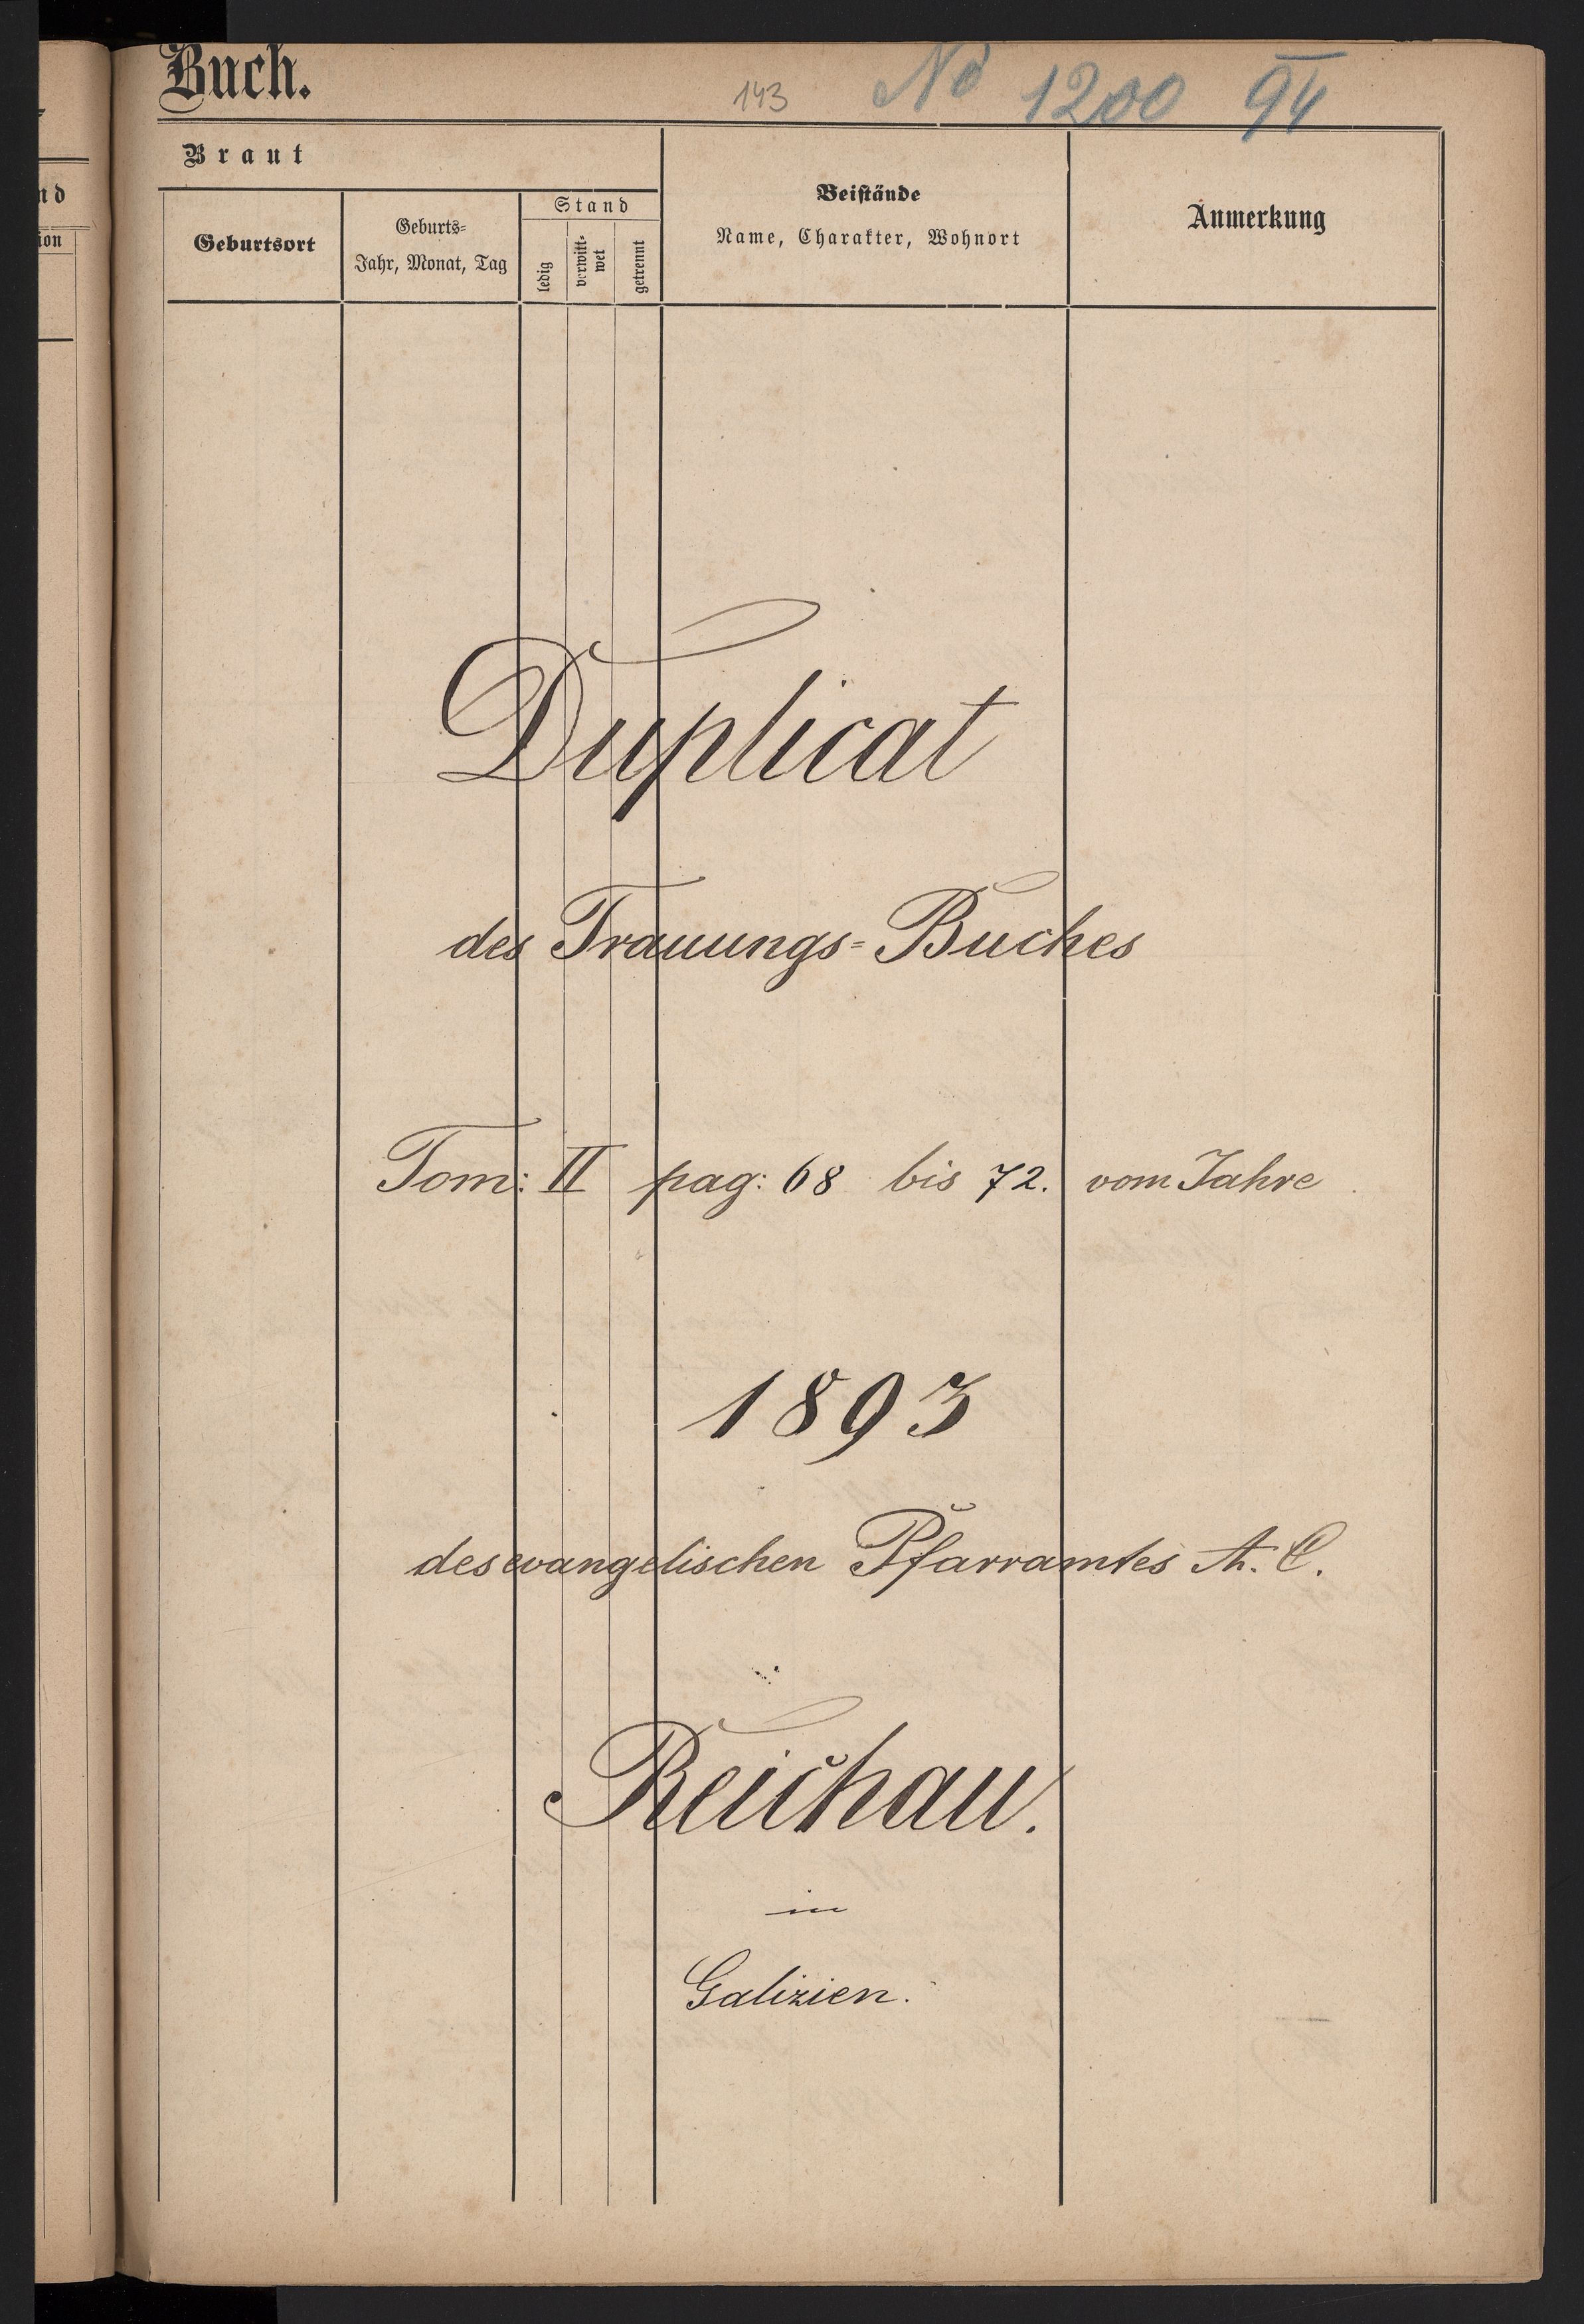 Buch.
143 No 1200 94
nd
ion
Braut
Geburtsort
Geburts-
Jahr, Monat, Tag
Stand
ledig
verwitt-
wet
getrennt
Beistände
Name, Charakter, Wohnort
Anmerkung
Duplicat
des Trauungs-Buches
Tom: II pag: 68 bis 72. vom Jahre
1893
des evangelischen Pfarramtes A. C.
Reichau.
in
Galizien.